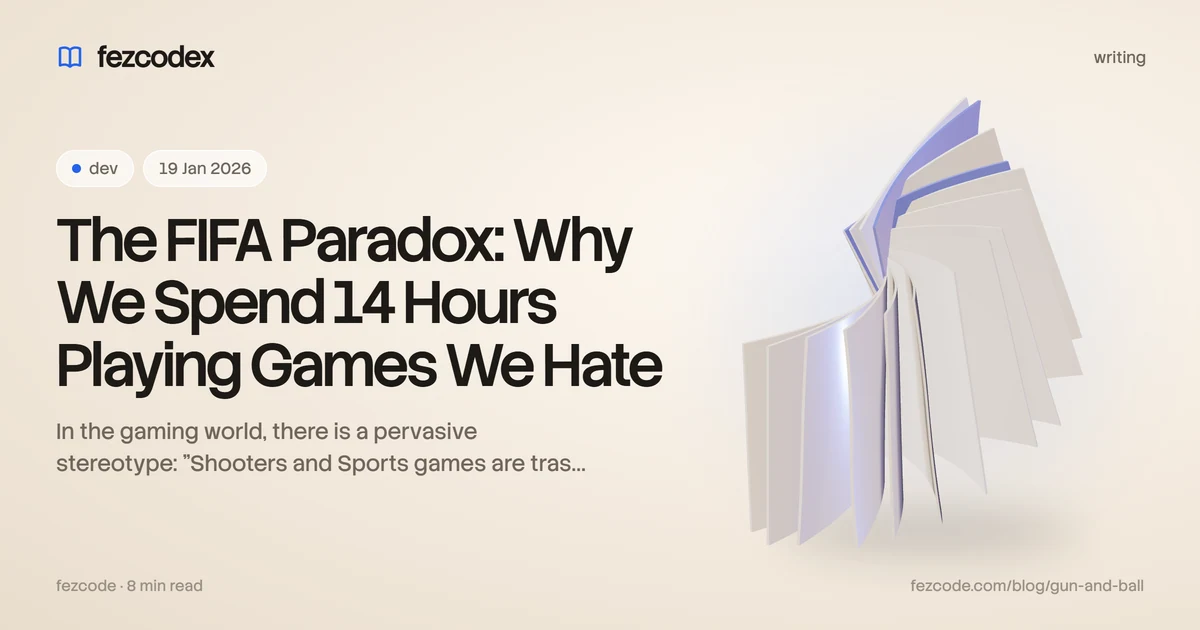 fezcodex
writing
dev
19 Jan 2026
The FIFA Paradox: Why
We Spend 14 Hours
Playing Games We Hate
In the gaming world, there is a pervasive
stereotype: ”Shooters and Sports games are tras...
fezcode · 8 min read
fezcode.com/blog/gun-and-ball